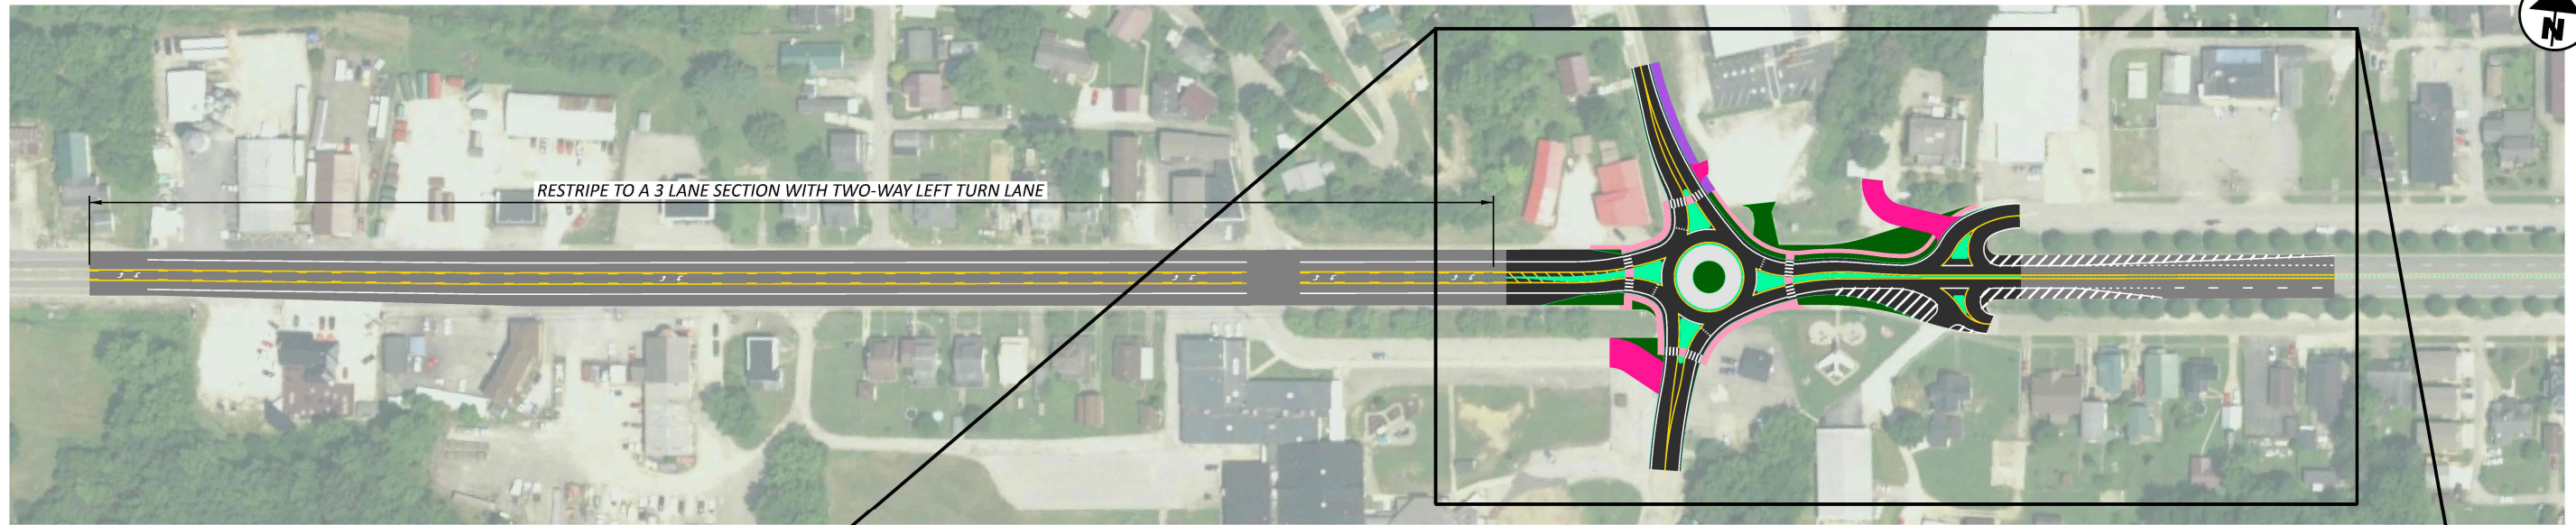 N
RESTRIPE TO A 3 LANE SECTION WITH TWO-WAY LEFT TURN LANE